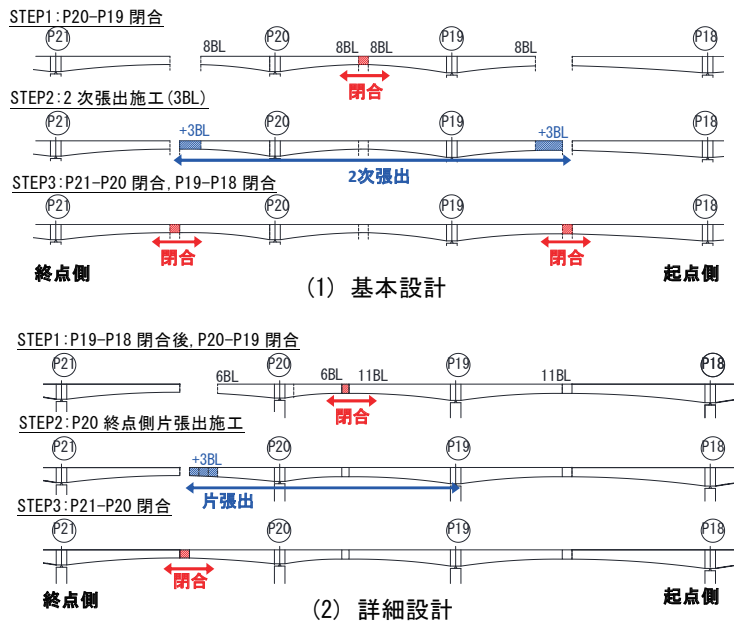 STEP1:P20-P19 閉合
P21 P20 P19 P18
8BL 8BL 8BL 8BL
閉合
STEP2:2 次張出施工(3BL)
P21 P20 P19 P18
+3BL +3BL
2次張出
STEP3:P21-P20 閉合,P19-P18 閉合
P21 P20 P19 P18
閉合 閉合
終点側 起点側
(1) 基本設計
STEP1:P19-P18 閉合後,P20-P19 閉合
P21 P20 P19 P18
6BL 6BL 11BL 11BL
閉合
STEP2:P20 終点側片張出施工
P21 P20 P19 P18
+3BL
片張出
STEP3:P21-P20 閉合
P21 P20 P19 P18
閉合
終点側 起点側
(2) 詳細設計